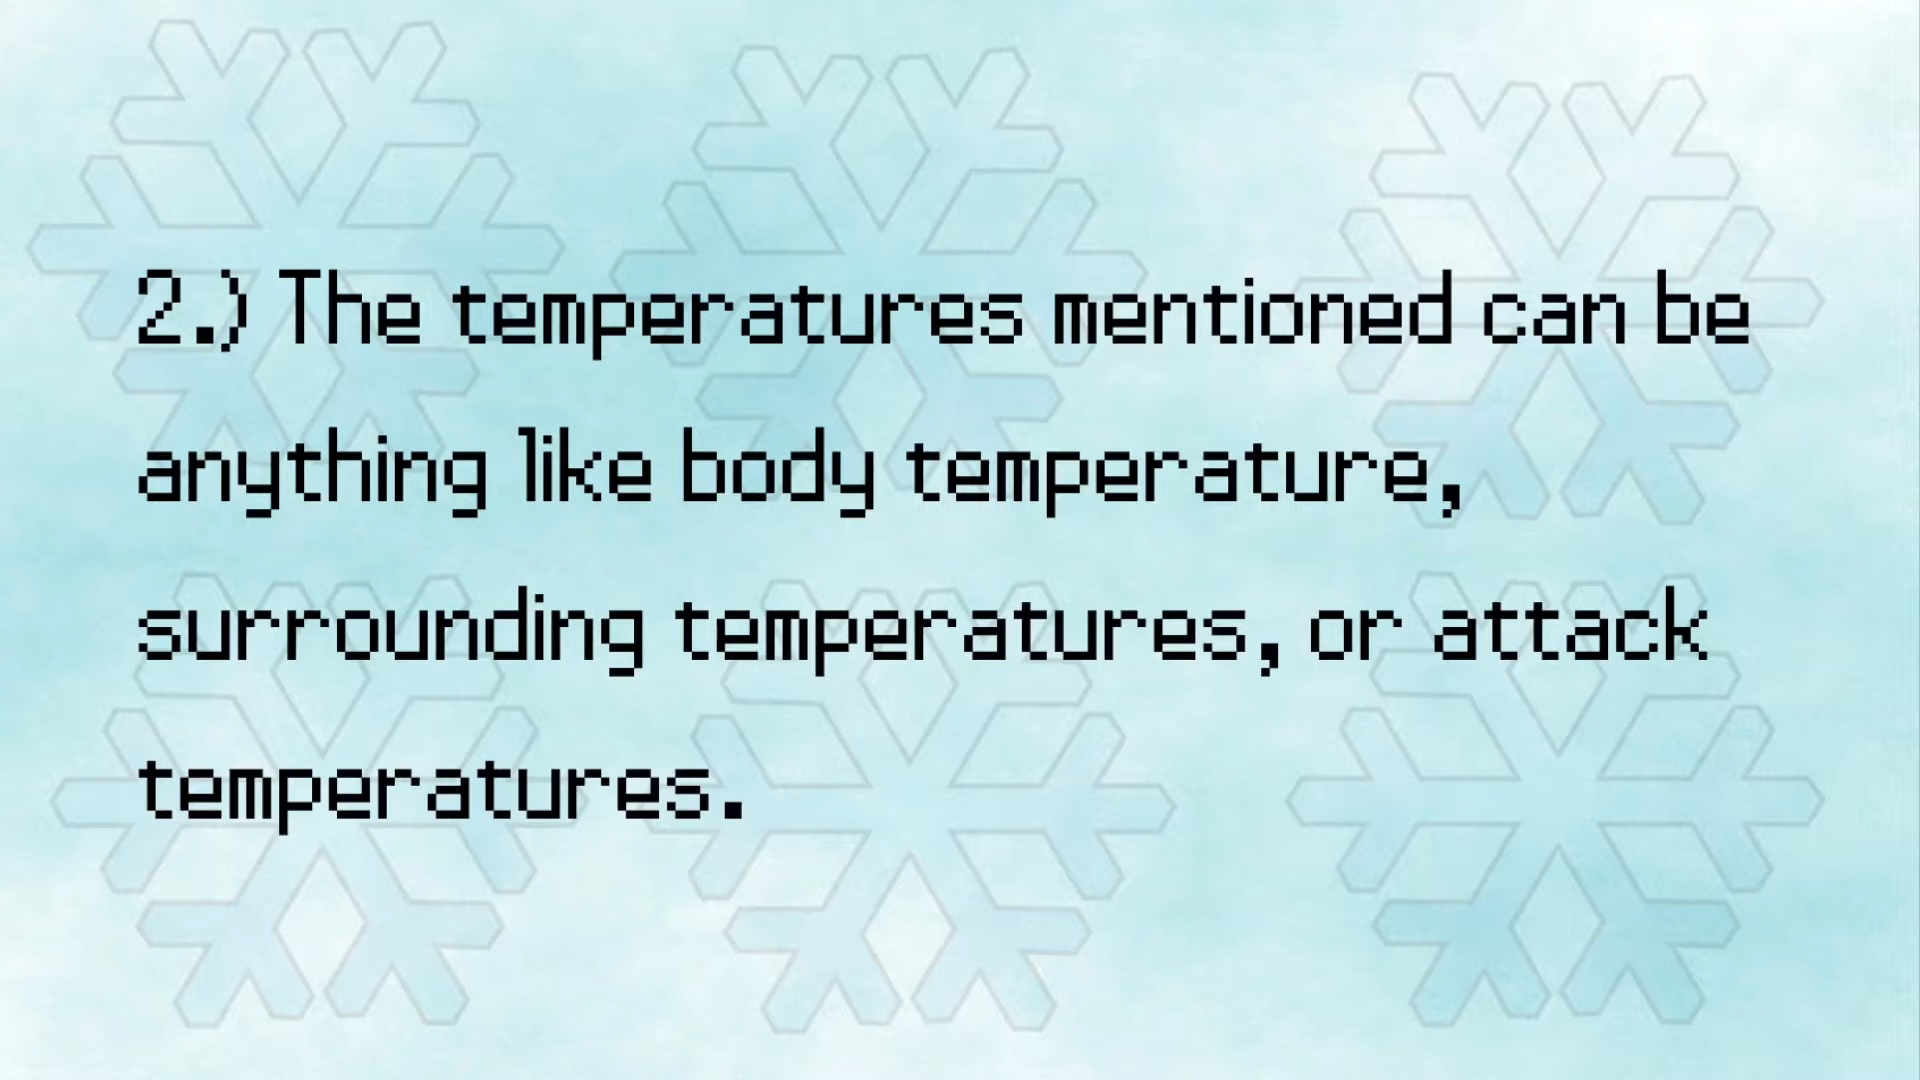 2.) The temperatures mentioned can be
anything like body temperature,
surrounding temperatures, or attack
temperatures.